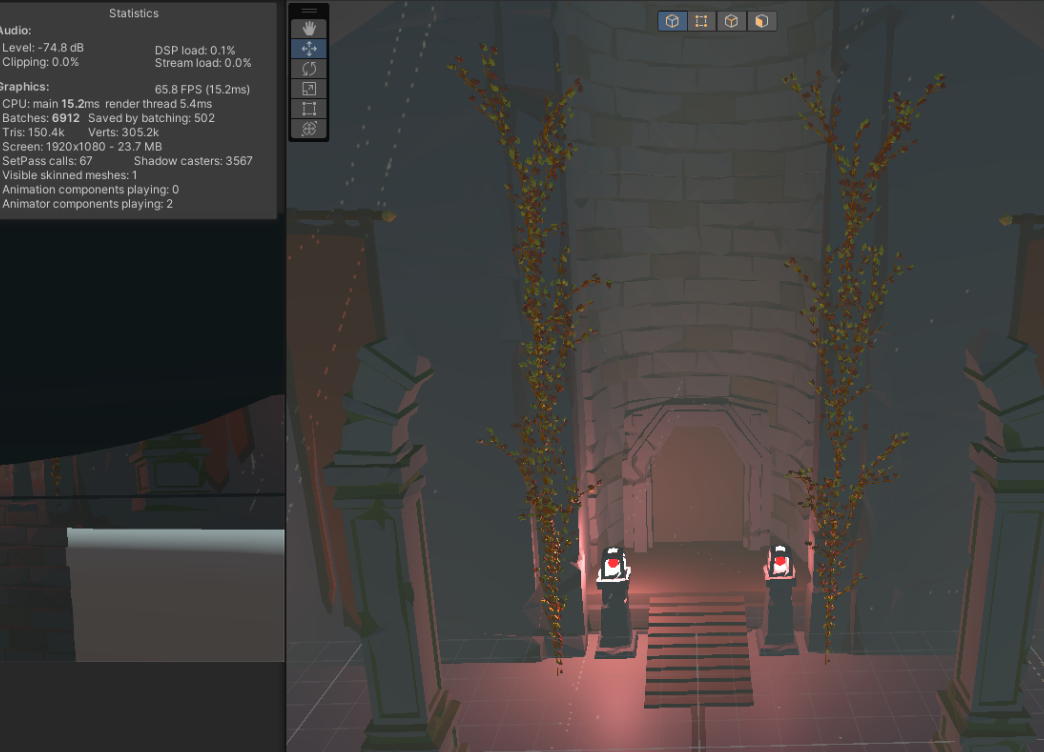 Statistics
Audio:
Level: -74.8 dB DSP load: 0.1%
Clipping: 0.0% Stream load: 0.0%
Graphics: 65.8 FPS (15.2ms)
CPU: main 15.2ms render thread 5.4ms
Batches: 6912 Saved by batching: 502
Tris: 150.4k Verts: 305.2k
Screen: 1920x1080 - 23.7 MB
SetPass calls: 67 Shadow casters: 3567
Visible skinned meshes: 1
Animation components playing: 0
Animator components playing: 2